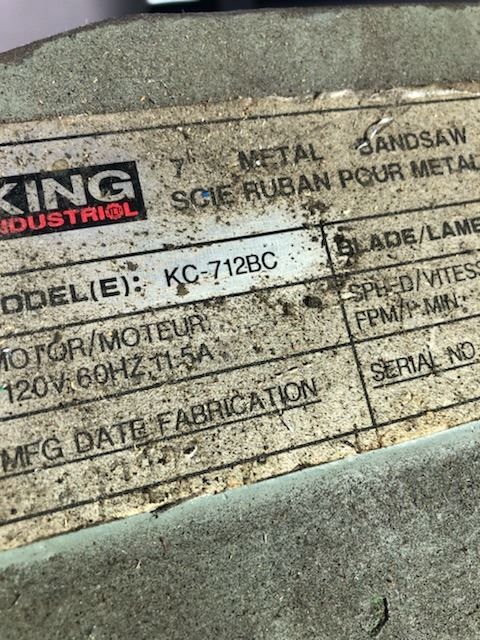 KING
INDUSTRIAL
7" METAL BANDSAW
SCIE RUBAN POUR METAL
MODEL(E): KC-712BC
BLADE/LAME
MOTOR/MOTEUR:
120V, 60HZ, 11.5A
SPEED/VITESS
FPM/P.MIN:
MFG DATE FABRICATION
SERIAL NO.